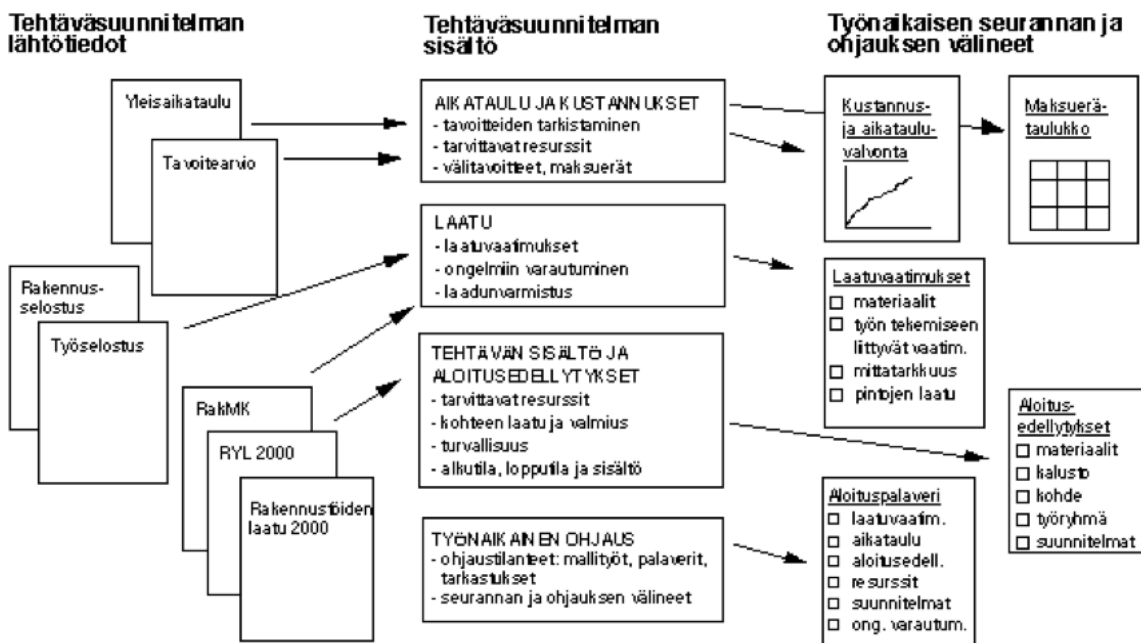 Tehtäväsuunnitelman
lähtötiedot
Yleisaikataulu
Tavoitearvio
Rakennus-
selostus
Työselostus
RakMK
RYL 2000
Rakennustöiden
laatu 2000
Tehtäväsuunnitelman
sisältö
AIKATAULU JA KUSTANNUKSET
- tavoitteiden tarkistaminen
- tarvittavat resurssit
- välitavoitteet, maksuerät
LAATU
- laatuvaatimukset
- ongelmiin varautuminen
- laadunvarmistus
TEHTÄVÄN SISÄLTÖ JA
ALOITUSEDELLYTYKSET
- tarvittavat resurssit
- kohteen laatu ja valmius
- turvallisuus
- alkutila, lopputila ja sisältö
TYÖNAIKAINEN OHJAUS
- ohjaustilanteet: mallityöt, palaverit,
tarkastukset
- seurannan ja ohjauksen välineet
Työnaikaisen seurannan ja
ohjauksen välineet
Kustannus-
ja aikataulu-
valvonta
Maksuerä-
taulukko
Laatuvaatimukset
materiaalit
työn tekemiseen
liittyvät vaatim.
mittatarkkuus
pintojen laatu
Aloitus-
edellytykset
materiaalit
kalusto
kohde
työryhmä
suunnitelmat
Aloituspalaveri
laatuvaatim.
aikataulu
aloitusedell.
resurssit
suunnitelmat
ong. varautum.